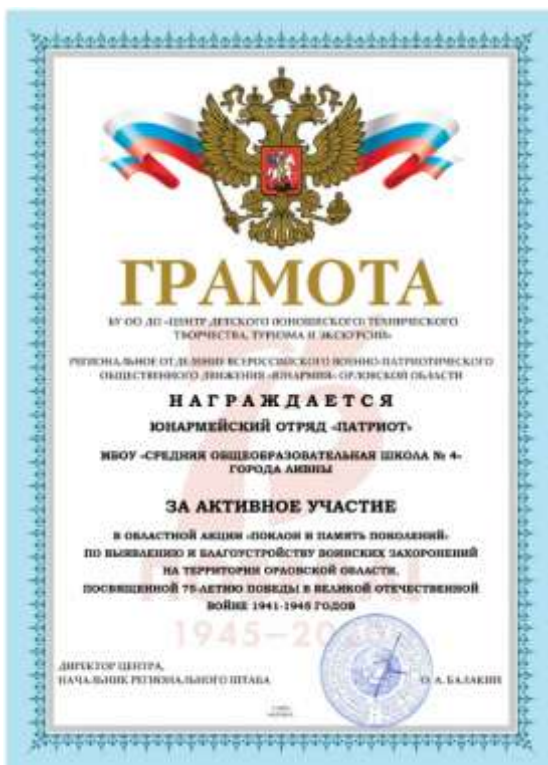 ГРАМОТА
БУ ОО ДО «ЦЕНТР ДЕТСКОГО (ЮНОШЕСКОГО) ТЕХНИЧЕСКОГО
ТВОРЧЕСТВА, ТУРИЗМА И ЭКСКУРСИЙ»
РЕГИОНАЛЬНОЕ ОТДЕЛЕНИЕ ВСЕРОССИЙСКОГО ВОЕННО-ПАТРИОТИЧЕСКОГО
ОБЩЕСТВЕННОГО ДВИЖЕНИЯ «ЮНАРМИЯ» ОРЛОВСКОЙ ОБЛАСТИ
НАГРАЖДАЕТСЯ
ЮНАРМЕЙСКИЙ ОТРЯД «ПАТРИОТ»
МБОУ «СРЕДНЯЯ ОБЩЕОБРАЗОВАТЕЛЬНАЯ ШКОЛА № 4»
ГОРОДА ЛИВНЫ
ЗА АКТИВНОЕ УЧАСТИЕ
В ОБЛАСТНОЙ АКЦИИ «ПОКЛОН И ПАМЯТЬ ПОКОЛЕНИЙ»
ПО ВЫЯВЛЕНИЮ И БЛАГОУСТРОЙСТВУ ВОИНСКИХ ЗАХОРОНЕНИЙ
НА ТЕРРИТОРИИ ОРЛОВСКОЙ ОБЛАСТИ,
ПОСВЯЩЕННОЙ 75-ЛЕТИЮ ПОБЕДЫ В ВЕЛИКОЙ ОТЕЧЕСТВЕННОЙ
ВОЙНЕ 1941-1945 ГОДОВ
1945–2020
ДИРЕКТОР ЦЕНТРА,
НАЧАЛЬНИК РЕГИОНАЛЬНОГО ШТАБА О. А. БАЛАКИН